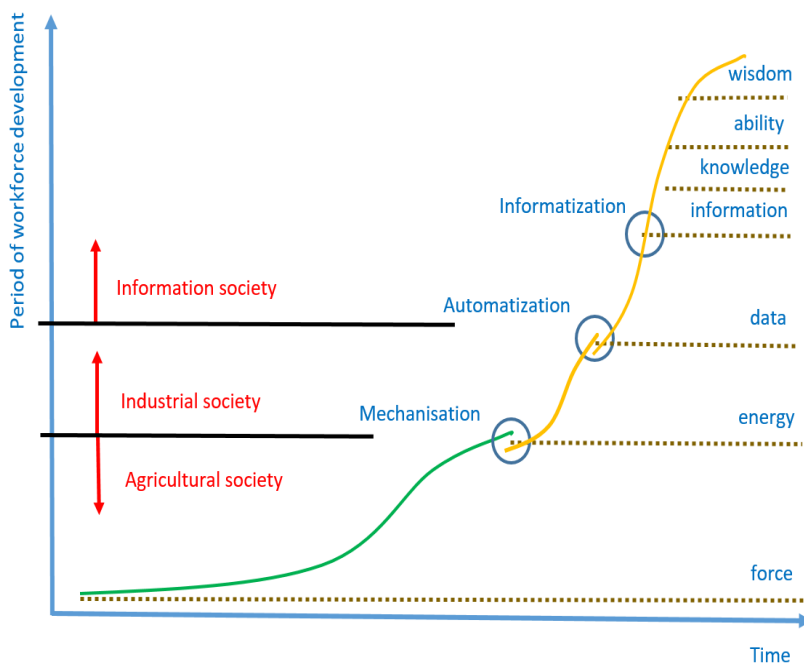 Period of workforce development
wisdom
ability
knowledge
Informatization
information
Information society
Automatization
data
Industrial society
Mechanisation
energy
Agricultural society
force
Time